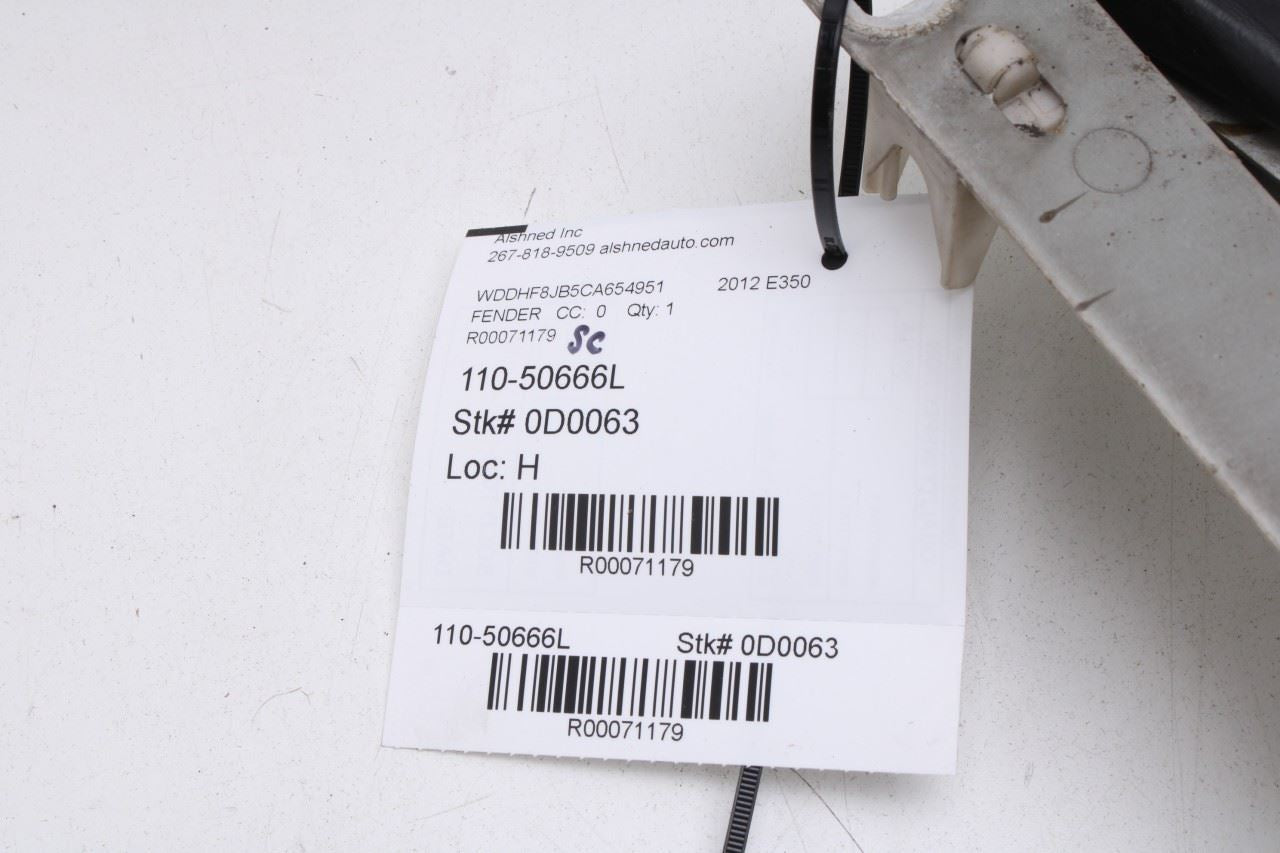 Alshned Inc
267-818-9509 alshnedauto.com
WDDHF8JB5CA654951 2012 E350
FENDER CC: 0 Qty: 1
R00071179 SC
110-50666L
Stk# 0D0063
Loc: H
R00071179
110-50666L Stk# 0D0063
R00071179